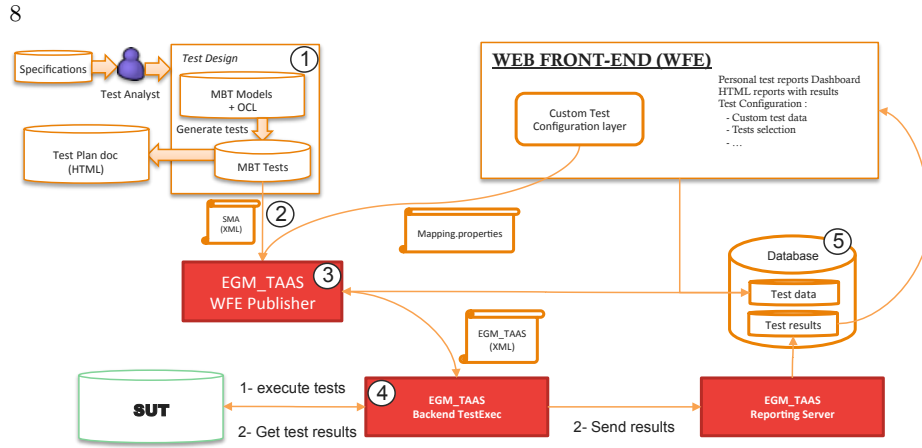 8
Specifications
Test Analyst
Test Design
1
MBT Models
+ OCL
Generate tests
MBT Tests
Test Plan doc
(HTML)
WEB FRONT-END (WFE)
Personal test reports Dashboard
HTML reports with results
Test Configuration :
- Custom test data
- Tests selection
- ...
Custom Test
Configuration layer
SMA
(XML)
2
Mapping.properties
EGM_TAAS
WFE Publisher
3
5
Database
Test data
Test results
EGM_TAAS
(XML)
SUT
1- execute tests
2- Get test results
4
EGM_TAAS
Backend TestExec
2- Send results
EGM_TAAS
Reporting Server